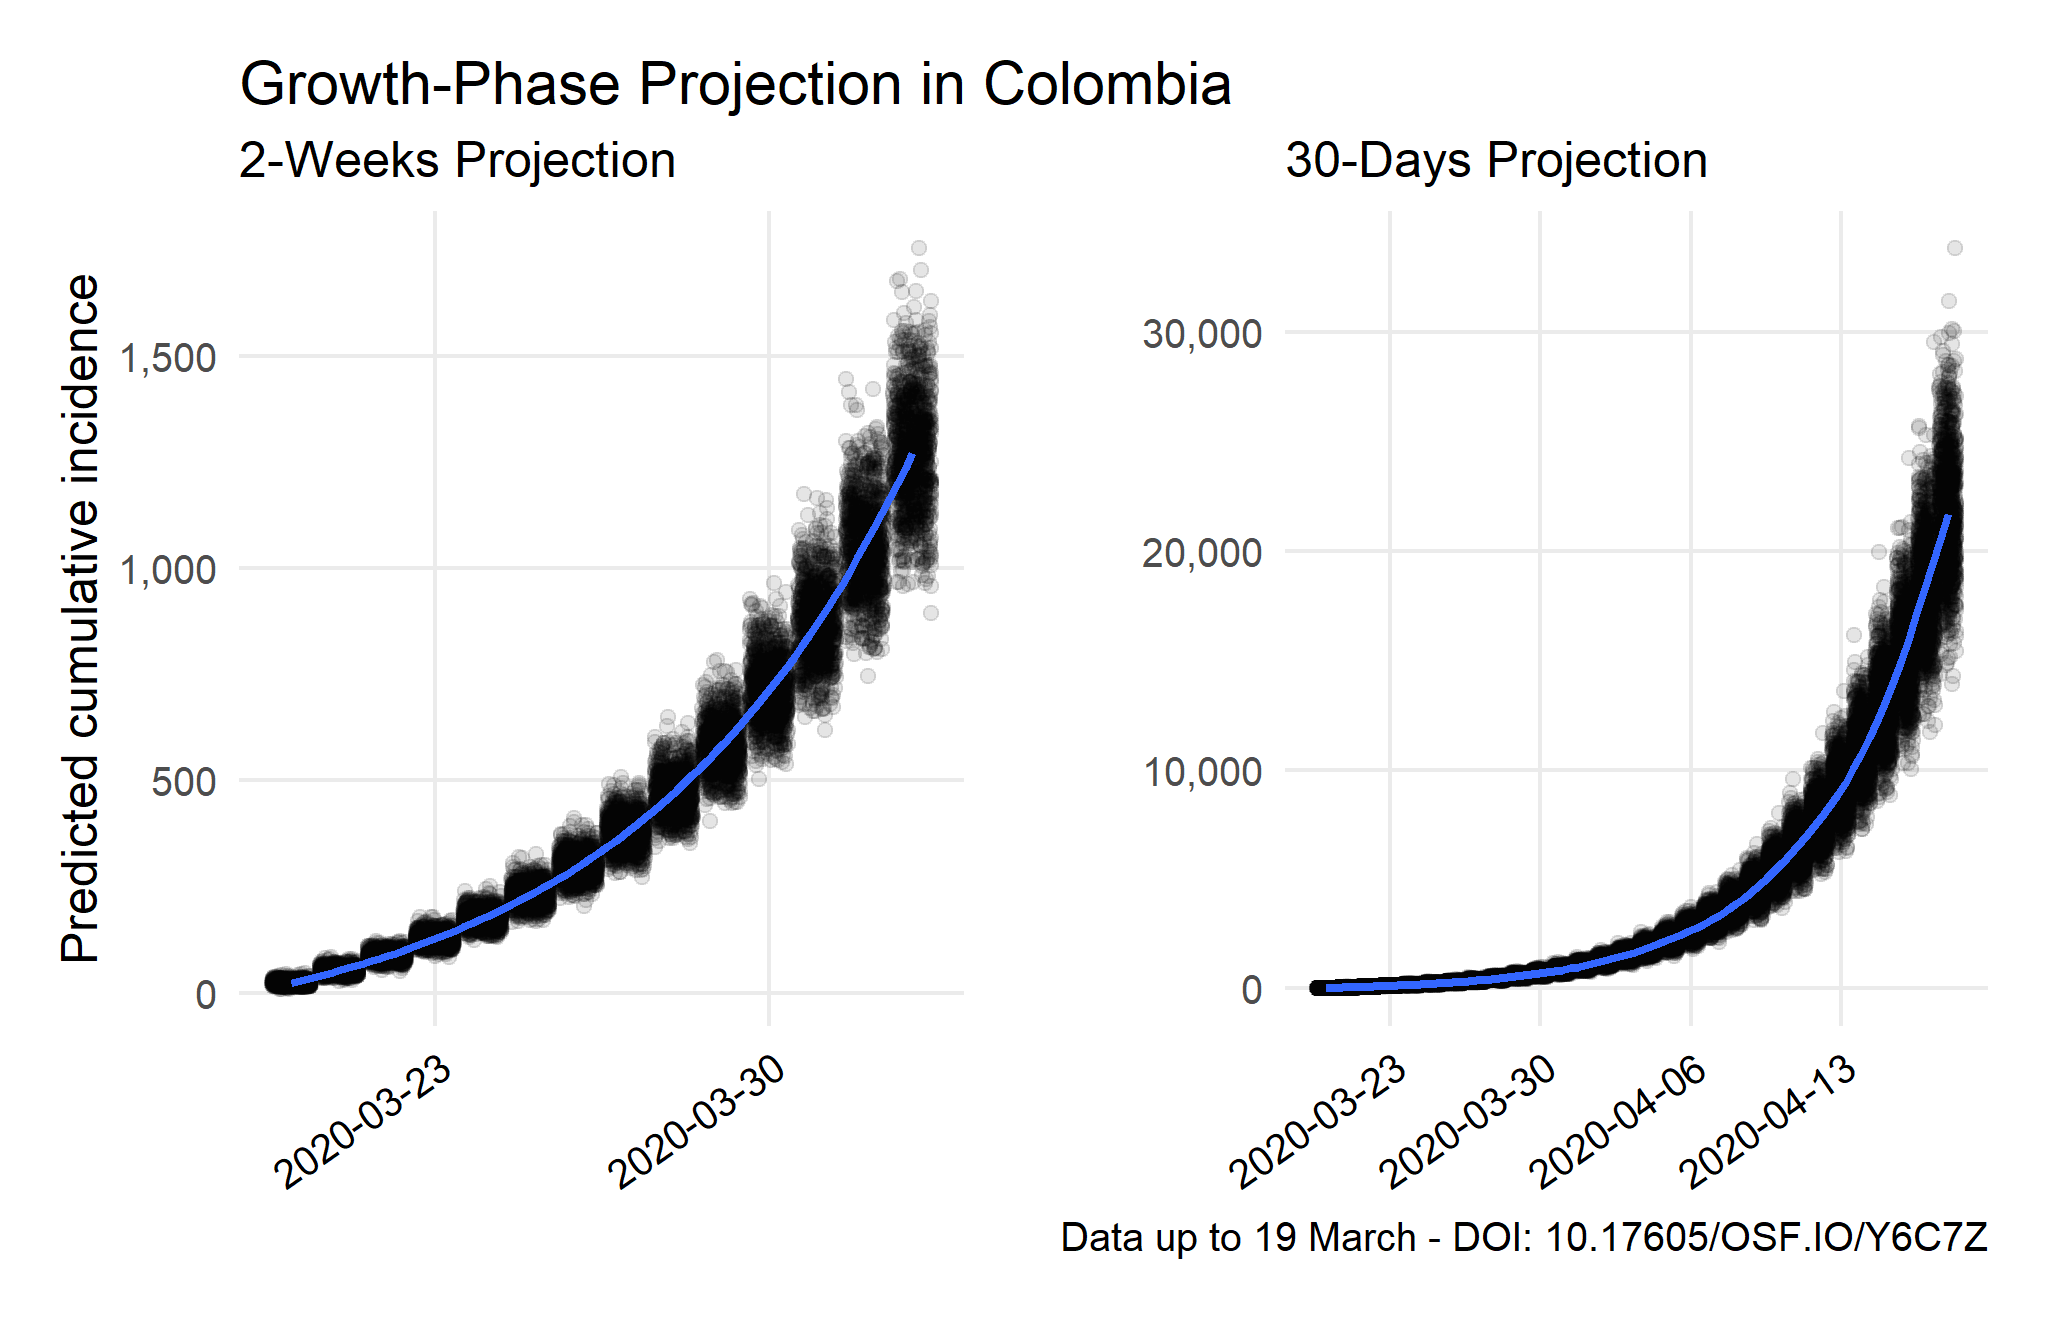 Growth-Phase Projection in Colombia
2-Weeks Projection
30-Days Projection
Predicted cumulative incidence
1,500
1,000
500
0
2020-03-23
2020-03-30
30,000
20,000
10,000
0
2020-03-23
2020-03-30
2020-04-06
2020-04-13
Data up to 19 March - DOI: 10.17605/OSF.IO/Y6C7Z